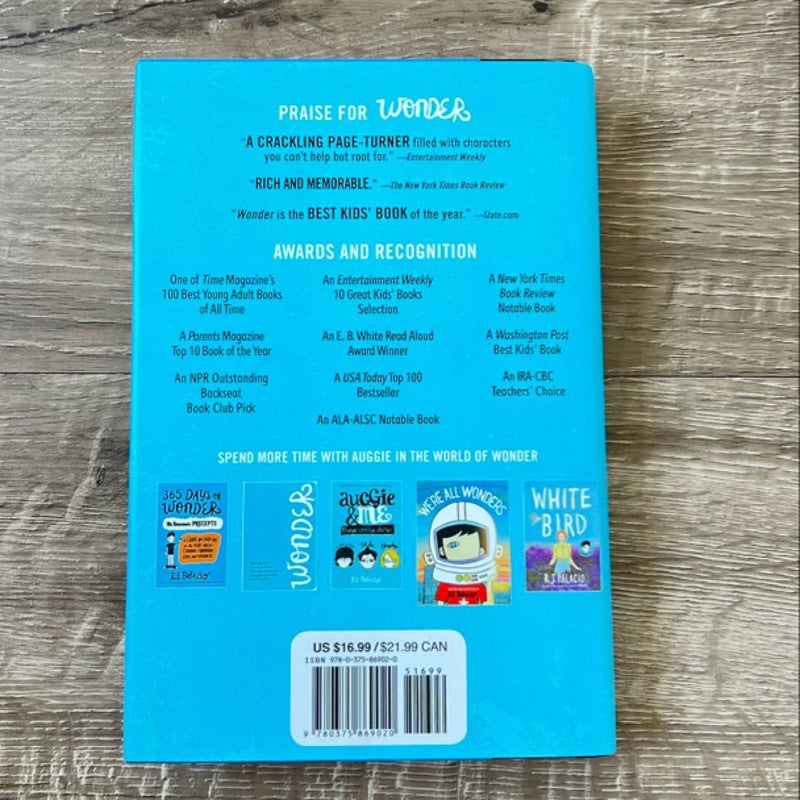 PRAISE FOR WONDER
"A CRACKLING PAGE-TURNER filled with characters
you can't help but root for." —Entertainment Weekly
"RICH AND MEMORABLE." —The New York Times Book Review
"Wonder is the BEST KIDS' BOOK of the year." —Slate.com
AWARDS AND RECOGNITION
One of Time Magazine's
100 Best Young Adult Books
of All Time
An Entertainment Weekly
10 Great Kids' Books
Selection
A New York Times
Book Review
Notable Book
A Parents Magazine
Top 10 Book of the Year
An E. B. White Read Aloud
Award Winner
A Washington Post
Best Kids' Book
An NPR Outstanding
Backseat
Book Club Pick
A USA Today Top 100
Bestseller
An IRA-CBC
Teachers' Choice
An ALA-ALSC Notable Book
SPEND MORE TIME WITH AUGGIE IN THE WORLD OF WONDER
365 DAYS of
WONDER
Mr. Browne's PRECEPTS
R.J. Palacio
WONDER
auggie
& ME
R.J. Palacio
WE'RE ALL WONDERS
R.J. Palacio
WHITE
BIRD
R.J. PALACIO
US $16.99 / $21.99 CAN
ISBN 978-0-375-86902-0
51699
9 780375 869020